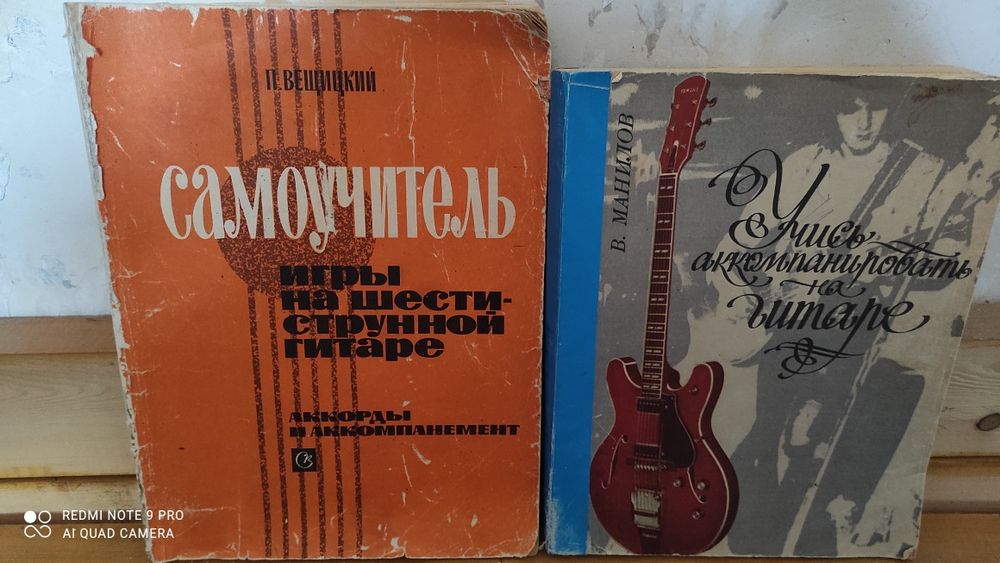 П. ВЕЩИЦКИЙ
САМОУЧИТЕЛЬ
ИГРЫ
НА ШЕСТИ-
СТРУННОЙ
ГИТАРЕ
АККОРДЫ
И АККОМПАНЕМЕНТ
В. МАНИЛОВ
Учись
аккомпанировать
на
гитаре
REDMI NOTE 9 PRO
AI QUAD CAMERA